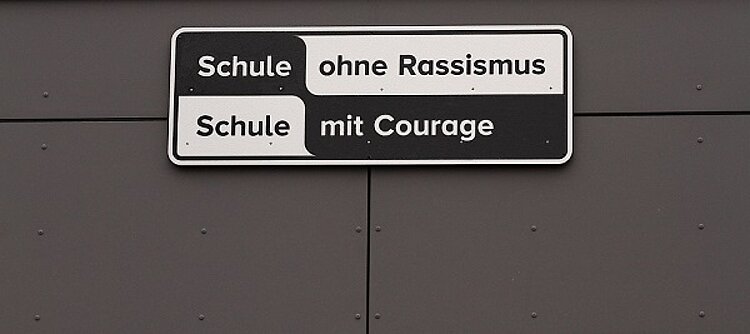 Schule ohne Rassismus
Schule mit Courage